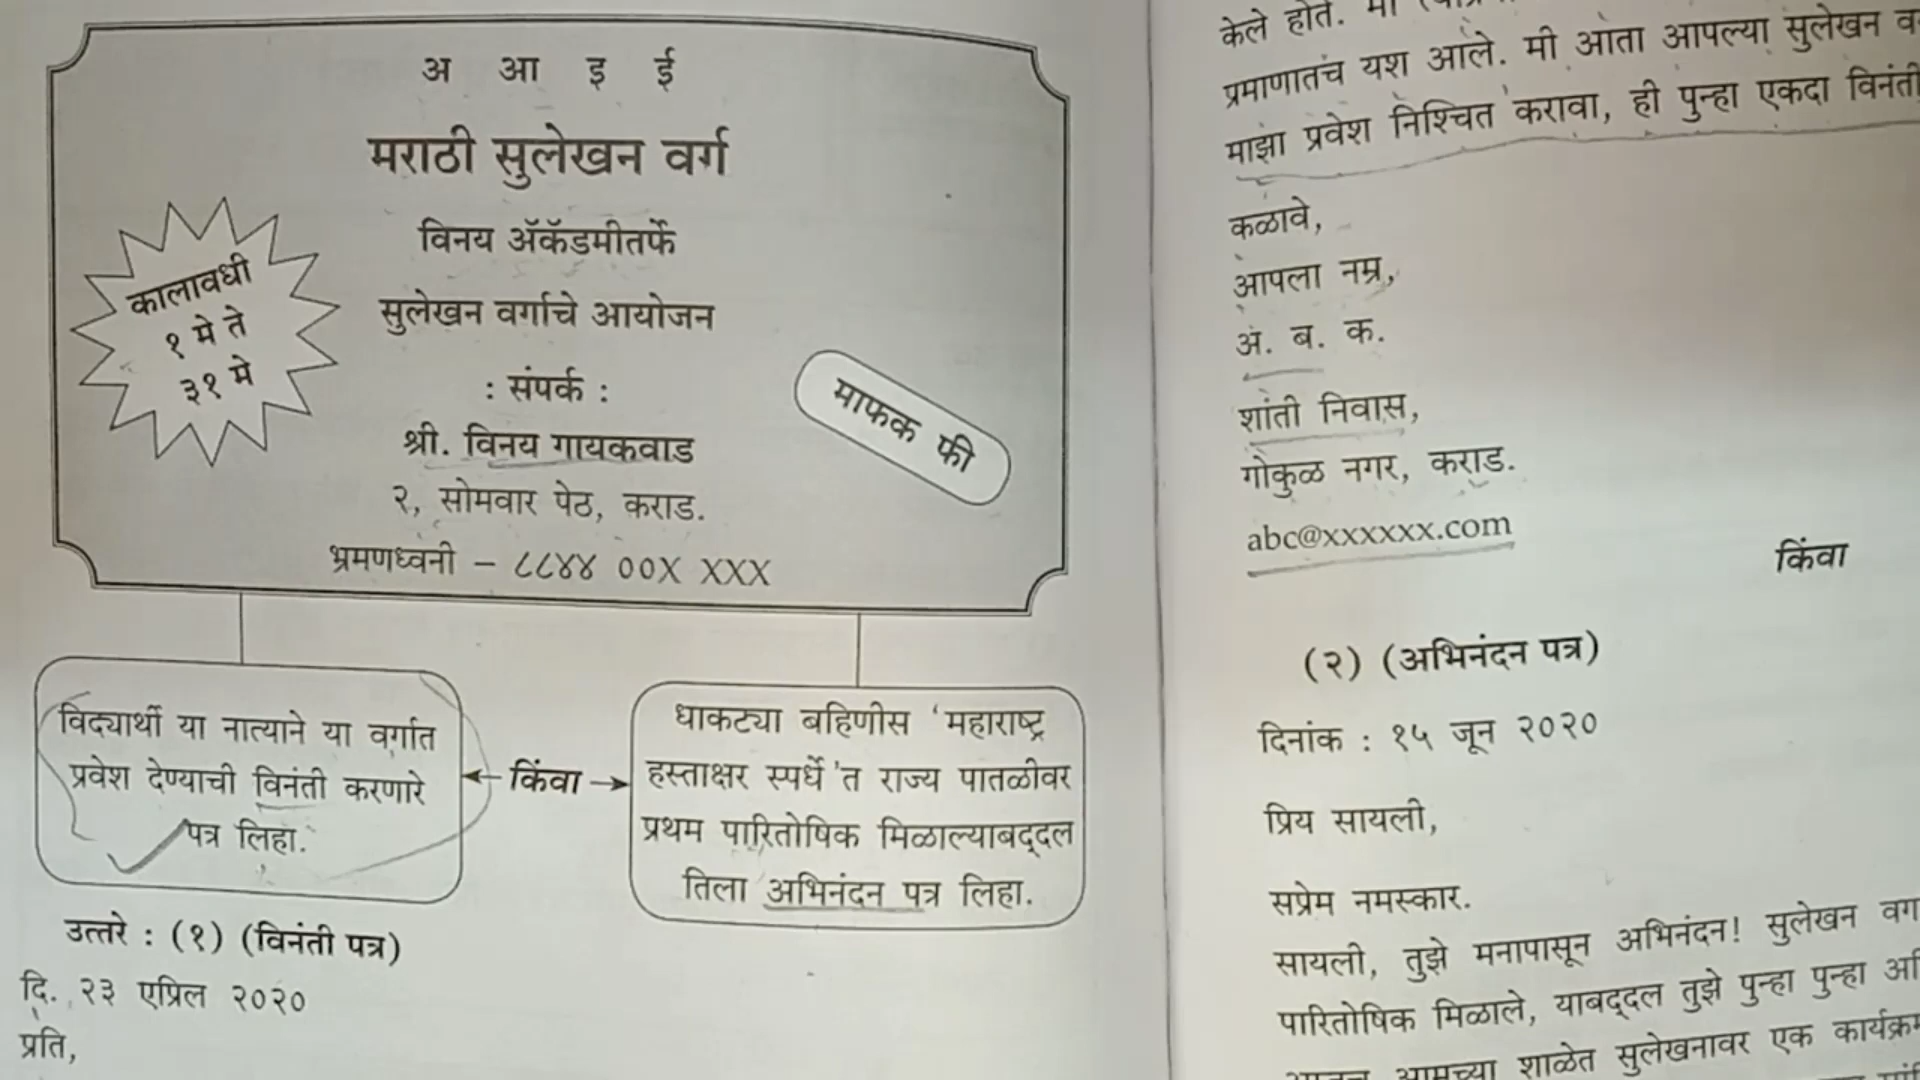 अ आ इ ई
मराठी सुलेखन वर्ग
विनय ॲकॅडमीतर्फे
सुलेखन वर्गाचे आयोजन
कालावधी
१ मे ते
३१ मे
: संपर्क :
श्री. विनय गायकवाड
२, सोमवार पेठ, कराड.
भ्रमणध्वनी – ८८४४ ००X XXX
माफक फी
विद्यार्थी या नात्याने या वर्गात
प्रवेश देण्याची विनंती करणारे
पत्र लिहा.
किंवा
धाकट्या बहिणीस ‘महाराष्ट्र
हस्ताक्षर स्पर्धे’त राज्य पातळीवर
प्रथम पारितोषिक मिळाल्याबद्दल
तिला अभिनंदन पत्र लिहा.
उत्तरे : (१) (विनंती पत्र)
दि. २३ एप्रिल २०२०
प्रति,
केले होते. मी
प्रमाणातच यश आले. मी आता आपल्या सुलेखन
माझा प्रवेश निश्चित करावा, ही पुन्हा एकदा विनंती
कळावे,
आपला नम्र,
अ. ब. क.
शांती निवास,
गोकुळ नगर, कराड.
abc@xxxxxx.com
किंवा
(२) (अभिनंदन पत्र)
दिनांक : १५ जून २०२०
प्रिय सायली,
सप्रेम नमस्कार.
सायली, तुझे मनापासून अभिनंदन! सुलेखन
पारितोषिक मिळाले, याबद्दल तुझे पुन्हा पुन्हा
आमच्या शाळेत सुलेखनावर एक कार्यक्रम